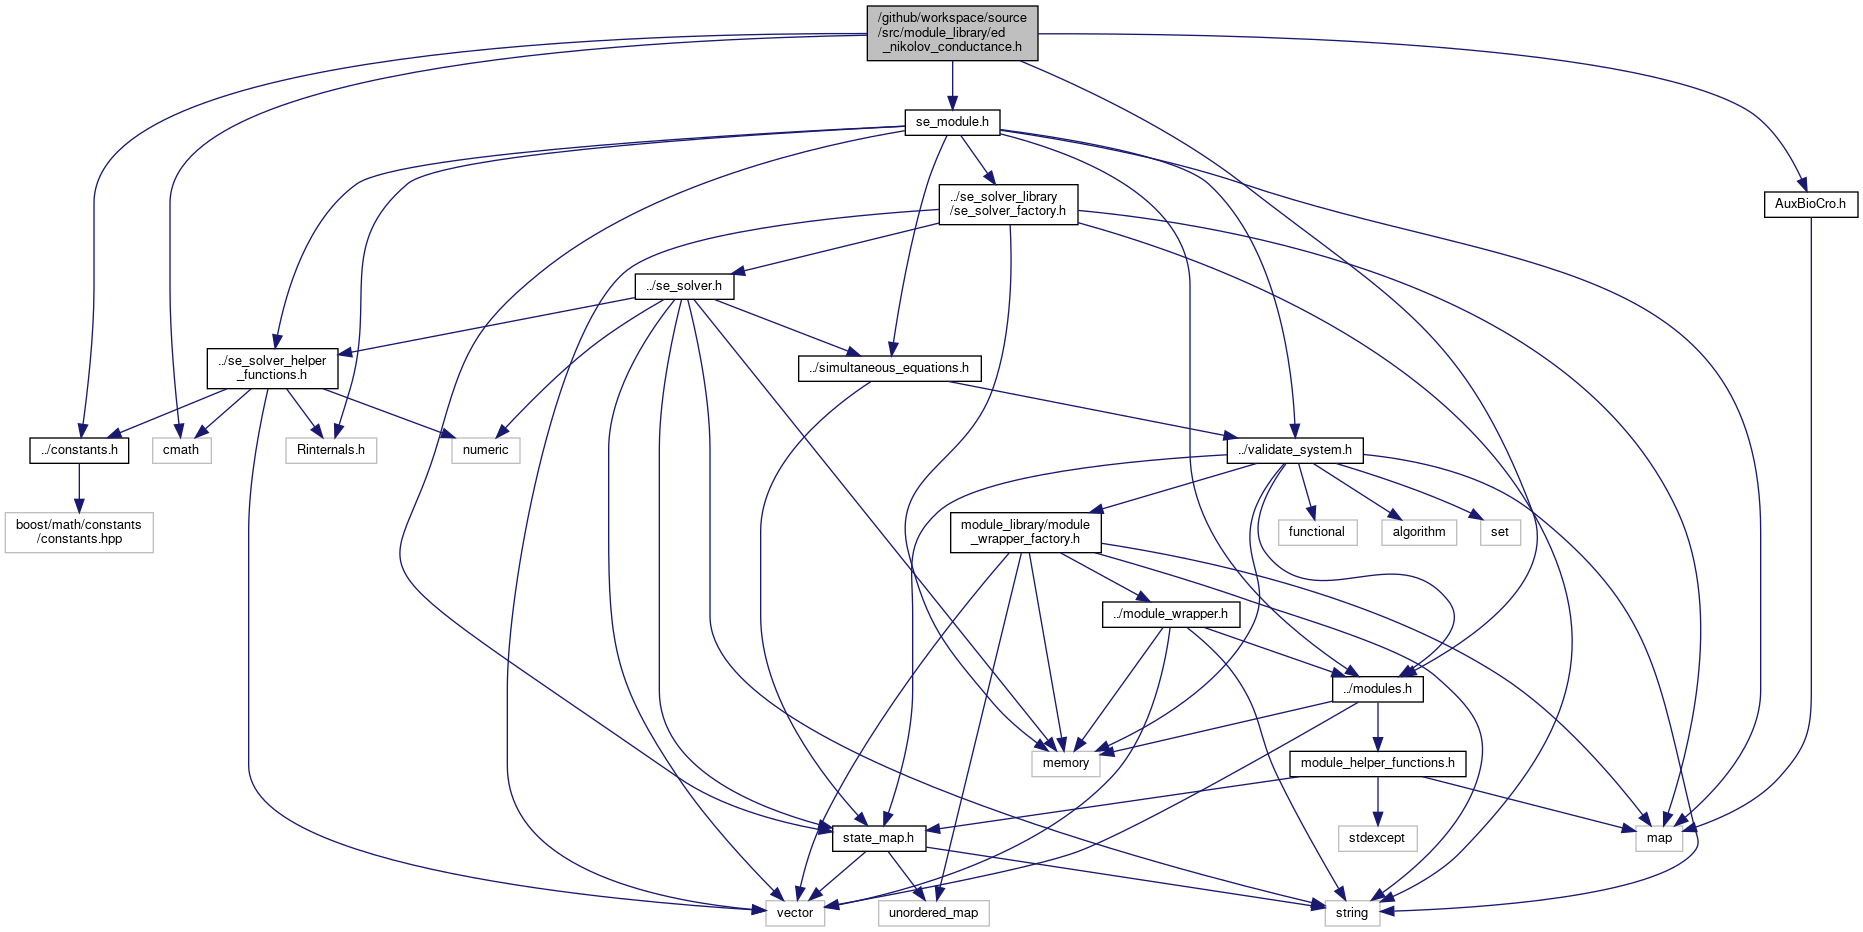 /github/workspace/source
/src/module_library/ed
_nikolov_conductance.h
se_module.h
../se_solver_library
/se_solver_factory.h
AuxBioCro.h
../se_solver.h
../se_solver_helper
_functions.h
../simultaneous_equations.h
../constants.h
cmath
Rinternals.h
numeric
../validate_system.h
boost/math/constants
/constants.hpp
module_library/module
_wrapper_factory.h
functional
algorithm
set
../module_wrapper.h
../modules.h
memory
module_helper_functions.h
state_map.h
stdexcept
map
vector
unordered_map
string